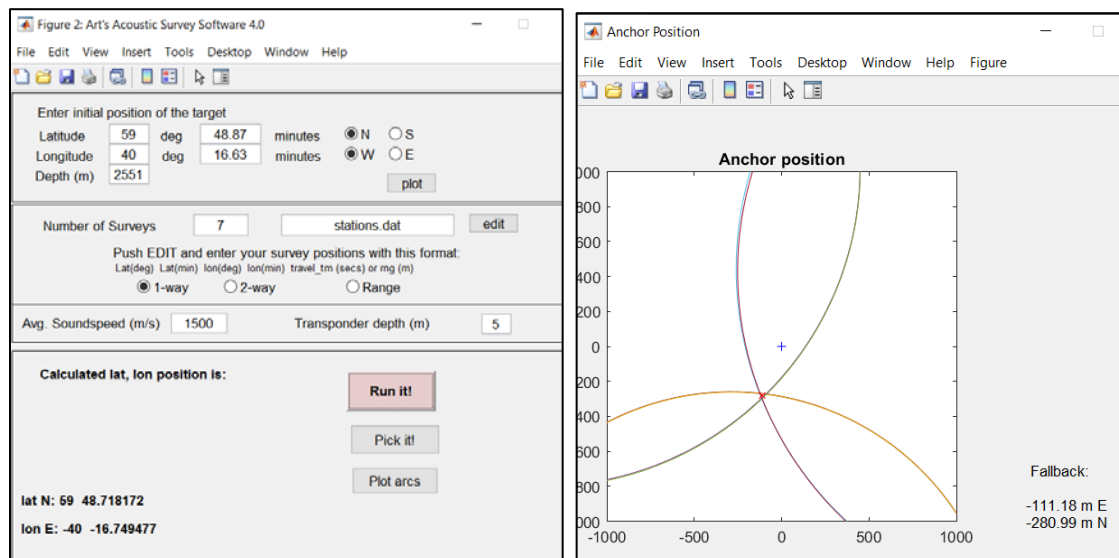 Figure 2: Art's Acoustic Survey Software 4.0
File Edit View Insert Tools Desktop Window Help
Enter initial position of the target
Latitude 59 deg 48.87 minutes N S
Longitude 40 deg 16.63 minutes W E
Depth (m) 2551
plot
Number of Surveys 7 stations.dat edit
Push EDIT and enter your survey positions with this format:
Lat(deg) Lat(min) lon(deg) lon(min) travel_tm (secs) or rng (m)
1-way 2-way Range
Avg. Soundspeed (m/s) 1500 Transponder depth (m) 5
Calculated lat, lon position is:
Run it!
Pick it!
Plot arcs
lat N: 59 48.718172
lon E: -40 -16.749477
Anchor Position
File Edit View Insert Tools Desktop Window Help Figure
Anchor position
000
800
600
400
200
0
200
400
600
800
000
-1000 -500 0 500 1000
Fallback:
-111.18 m E
-280.99 m N